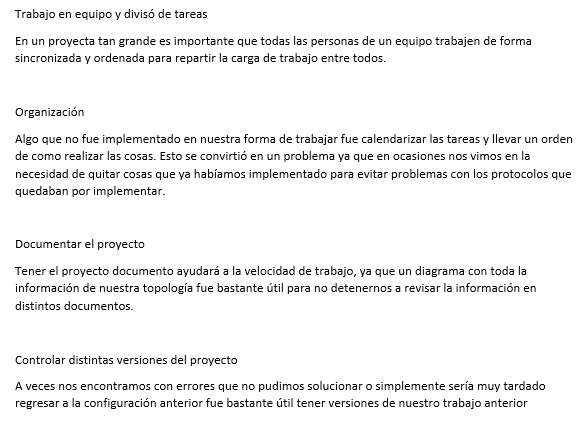 Trabajo en equipo y divisó de tareas
En un proyecta tan grande es importante que todas las personas de un equipo trabajen de forma
sincronizada y ordenada para repartir la carga de trabajo entre todos.
Organización
Algo que no fue implementado en nuestra forma de trabajar fue calendarizar las tareas y llevar un orden
de como realizar las cosas. Esto se convirtió en un problema ya que en ocasiones nos vimos en la
necesidad de quitar cosas que ya habíamos implementado para evitar problemas con los protocolos que
quedaban por implementar.
Documentar el proyecto
Tener el proyecto documento ayudará a la velocidad de trabajo, ya que un diagrama con toda la
información de nuestra topología fue bastante útil para no detenernos a revisar la información en
distintos documentos.
Controlar distintas versiones del proyecto
A veces nos encontramos con errores que no pudimos solucionar o simplemente sería muy tardado
regresar a la configuración anterior fue bastante útil tener versiones de nuestro trabajo anterior